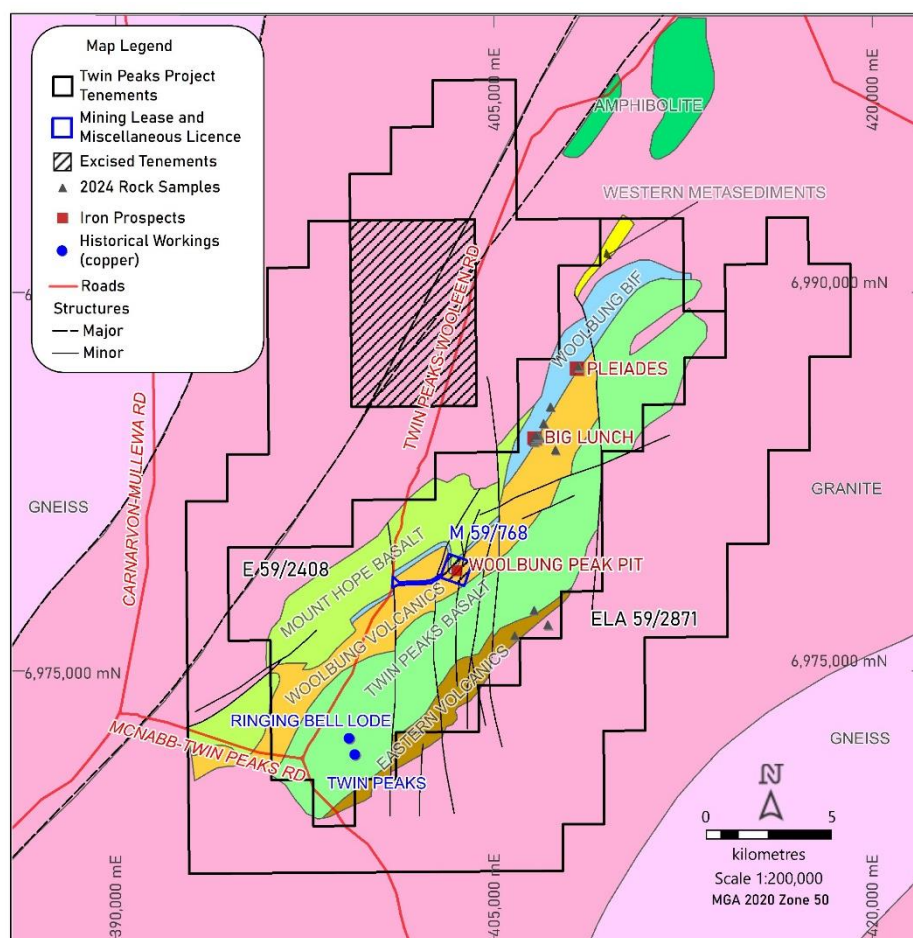 Map Legend
Twin Peaks Project
Tenements
Mining Lease and
Miscellaneous Licence
Excised Tenements
2024 Rock Samples
Iron Prospects
Historical Workings
(copper)
Roads
Structures
Major
Minor
405,000 mE
420,000 mE
AMPHIBOLITE
WESTERN METASEDIMENTS
6,990,000 mN
TWIN PEAKS-WOOLEEN RD
WOOLBUNG BIF
PLEIADES
CARNARVON-MULLEWA RD
BIG LUNCH
GNEISS
GRANITE
M 59/768
E 59/2408
MOUNT HOPE BASALT
WOOLBUNG PEAK PIT
WOOLBUNG VOLCANICS
TWIN PEAKS BASALT
ELA 59/2871
6,975,000 mN
6,975,000 mN
EASTERN VOLCANICS
RINGING BELL LODE
MCNABB-TWIN PEAKS RD
TWIN PEAKS
GNEISS
N
0 5
kilometres
Scale 1:200,000
MGA 2020 Zone 50
390,000 mE
405,000 mE
420,000 mE